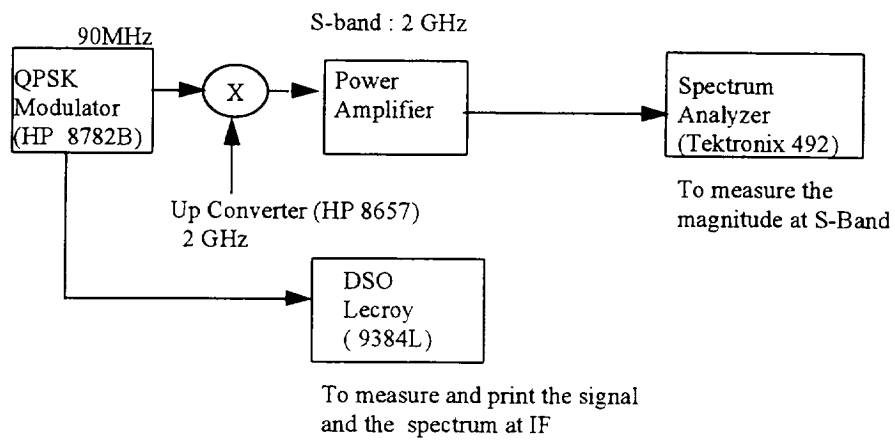 S-band : 2 GHz
90MHz
QPSK
Modulator
(HP 8782B)
X
Power
Amplifier
Spectrum
Analyzer
(Tektronix 492)
To measure the
magnitude at S-Band
Up Converter (HP 8657)
2 GHz
DSO
Lecroy
( 9384L)
To measure and print the signal
and the spectrum at IF